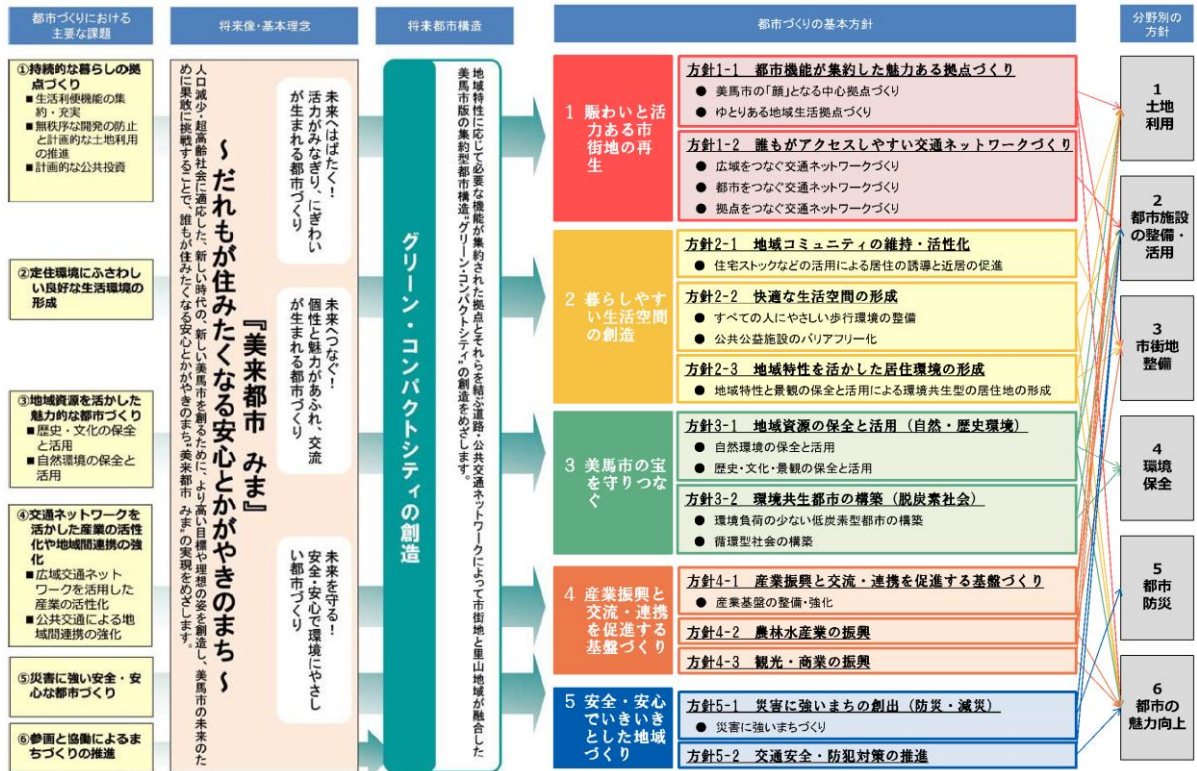 都市づくりにおける
主要な課題
将来像・基本理念
将来都市構造
都市づくりの基本方針
分野別の
方針
①持続的な暮らしの拠
点づくり
■生活利便機能の集
約・充実
■無秩序な開発の防止
と計画的な土地利用
の推進
■計画的な公共投資
②定住環境にふさわし
い良好な生活環境の
形成
③地域資源を活かした
魅力的な都市づくり
■歴史・文化の保全
と活用
■自然環境の保全と
活用
④交通ネットワークを
活かした産業の活性
化や地域間連携の強
化
■広域交通ネット
ワークを活用した
産業の活性化
■公共交通による地
域間連携の強化
⑤災害に強い安全・安
心な都市づくり
⑥参画と協働によるま
ちづくりの推進
『美来都市 みま』
～ だれもが住みたくなる安心とかがやきのまち ～
人口減少・超高齢社会に適応した、新しい時代の、新しい美馬市を創るために、より高い目標や理想の姿を創造し、美馬市の未来のた
めに果敢に挑戦することで、誰もが住みたくなる安心とかがやきのまち“美来都市 みま”の実現をめざします。
未来へはばたく！
活力がみなぎり、にぎわい
が生まれる都市づくり
未来へつなぐ！
個性と魅力があふれ、交流
が生まれる都市づくり
未来を守る！
安全・安心で環境にやさし
い都市づくり
グリーン・コンパクトシティの創造
地域特性に応じて必要な機能が集約された拠点とそれらを結ぶ道路・公共交通ネットワークによって市街地と里山地域が融合した
美馬市版の集約型都市構造“グリーン・コンパクトシティ”の創造をめざします。
1 賑わいと活
力ある市
街地の再
生
方針1-1 都市機能が集約した魅力ある拠点づくり
● 美馬市の「顔」となる中心拠点づくり
● ゆとりある地域生活拠点づくり
方針1-2 誰もがアクセスしやすい交通ネットワークづくり
● 広域をつなぐ交通ネットワークづくり
● 都市をつなぐ交通ネットワークづくり
● 拠点をつなぐ交通ネットワークづくり
2 暮らしやす
い生活空間
の創造
方針2-1 地域コミュニティの維持・活性化
● 住宅ストックなどの活用による居住の誘導と近居の促進
方針2-2 快適な生活空間の形成
● すべての人にやさしい歩行環境の整備
● 公共公益施設のバリアフリー化
方針2-3 地域特性を活かした居住環境の形成
● 地域特性と景観の保全と活用による環境共生型の居住地の形成
3 美馬市の宝
を守りつな
ぐ
方針3-1 地域資源の保全と活用（自然・歴史環境）
● 自然環境の保全と活用
● 歴史・文化・景観の保全と活用
方針3-2 環境共生都市の構築（脱炭素社会）
● 環境負荷の少ない低炭素型都市の構築
● 循環型社会の構築
4 産業振興と
交流・連携
を促進する
基盤づくり
方針4-1 産業振興と交流・連携を促進する基盤づくり
● 産業基盤の整備・強化
方針4-2 農林水産業の振興
方針4-3 観光・商業の振興
5 安全・安心
でいきいき
とした地域
づくり
方針5-1 災害に強いまちの創出（防災・減災）
● 災害に強いまちづくり
方針5-2 交通安全・防犯対策の推進
1
土地
利用
2
都市施設
の整備・
活用
3
市街地
整備
4
環境
保全
5
都市
防災
6
都市の
魅力向上